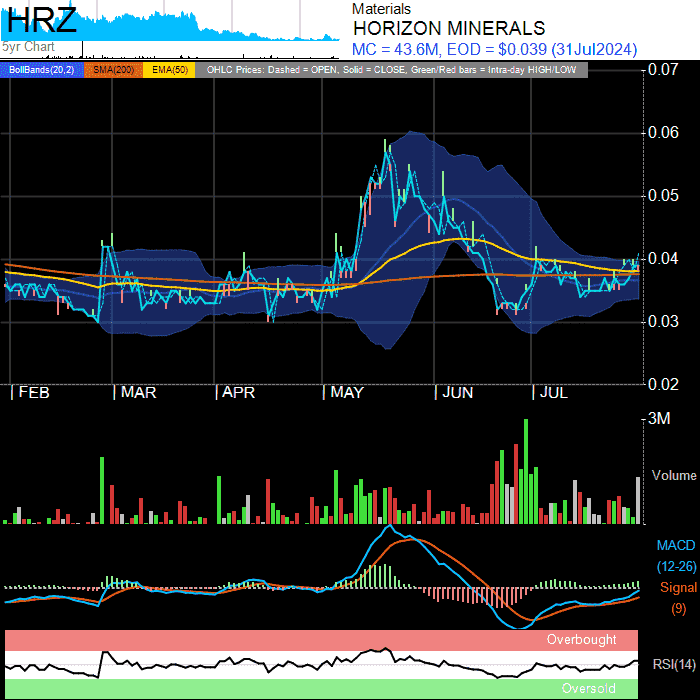 HRZ
5yr Chart
Materials
HORIZON MINERALS
MC = 43.6M, EOD = $0.039 (31Jul2024)
BollBands(20,2) SMA(200) EMA(50) OHLC Prices: Dashed = OPEN, Solid = CLOSE, Green/Red bars = Intra-day HIGH/LOW
0.07
0.06
0.05
0.04
0.03
0.02
FEB MAR APR MAY JUN JUL
3M
Volume
MACD
(12-26)
Signal
(9)
Overbought
RSI(14)
Oversold